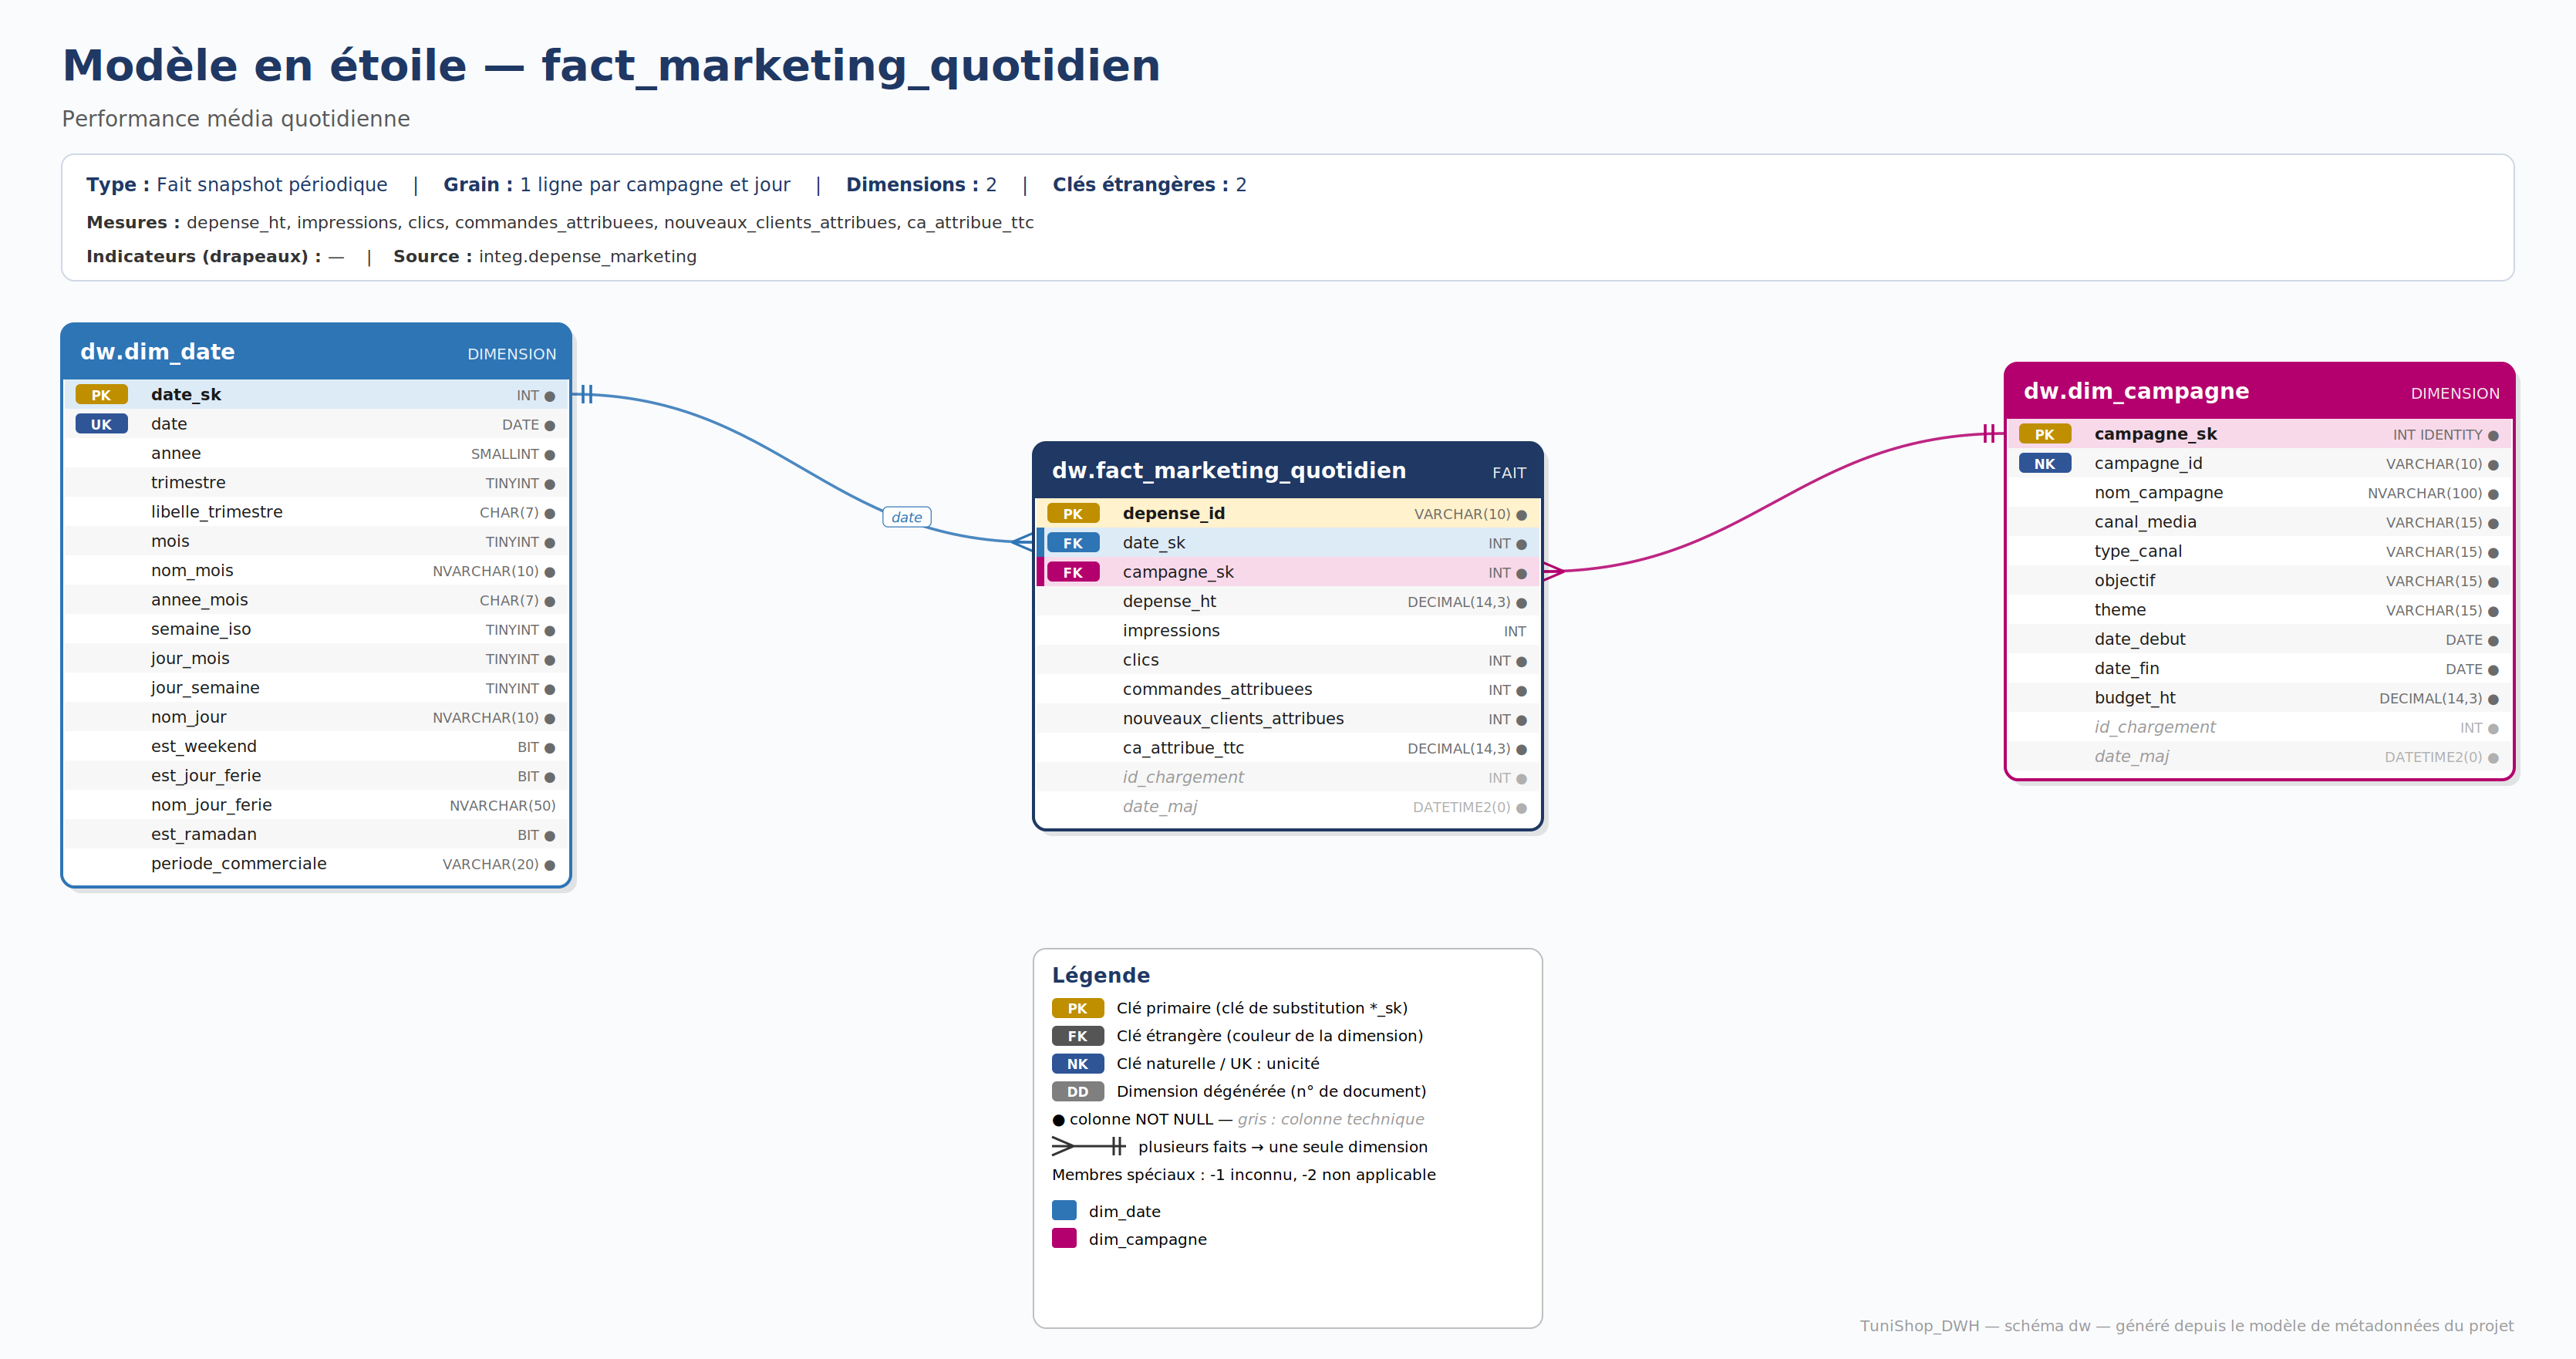 Modèle en étoile — fact_marketing_quotidien
Performance média quotidienne
Type : Fait snapshot périodique | Grain : 1 ligne par campagne et jour | Dimensions : 2 | Clés étrangères : 2
Mesures : depense_ht, impressions, clics, commandes_attribuees, nouveaux_clients_attribues, ca_attribue_ttc
Indicateurs (drapeaux) : — | Source : integ.depense_marketing
dw.dim_date DIMENSION
PK date_sk INT ●
UK date DATE ●
annee SMALLINT ●
trimestre TINYINT ●
libelle_trimestre CHAR(7) ●
mois TINYINT ●
nom_mois NVARCHAR(10) ●
annee_mois CHAR(7) ●
semaine_iso TINYINT ●
jour_mois TINYINT ●
jour_semaine TINYINT ●
nom_jour NVARCHAR(10) ●
est_weekend BIT ●
est_jour_ferie BIT ●
nom_jour_ferie NVARCHAR(50)
est_ramadan BIT ●
periode_commerciale VARCHAR(20) ●
date
dw.fact_marketing_quotidien FAIT
PK depense_id VARCHAR(10) ●
FK date_sk INT ●
FK campagne_sk INT ●
depense_ht DECIMAL(14,3) ●
impressions INT
clics INT ●
commandes_attribuees INT ●
nouveaux_clients_attribues INT ●
ca_attribue_ttc DECIMAL(14,3) ●
id_chargement INT ●
date_maj DATETIME2(0) ●
dw.dim_campagne DIMENSION
PK campagne_sk INT IDENTITY ●
NK campagne_id VARCHAR(10) ●
nom_campagne NVARCHAR(100) ●
canal_media VARCHAR(15) ●
type_canal VARCHAR(15) ●
objectif VARCHAR(15) ●
theme VARCHAR(15) ●
date_debut DATE ●
date_fin DATE ●
budget_ht DECIMAL(14,3) ●
id_chargement INT ●
date_maj DATETIME2(0) ●
Légende
PK Clé primaire (clé de substitution *_sk)
FK Clé étrangère (couleur de la dimension)
NK Clé naturelle / UK : unicité
DD Dimension dégénérée (n° de document)
● colonne NOT NULL — gris : colonne technique
plusieurs faits → une seule dimension
Membres spéciaux : -1 inconnu, -2 non applicable
dim_date
dim_campagne
TuniShop_DWH — schéma dw — généré depuis le modèle de métadonnées du projet